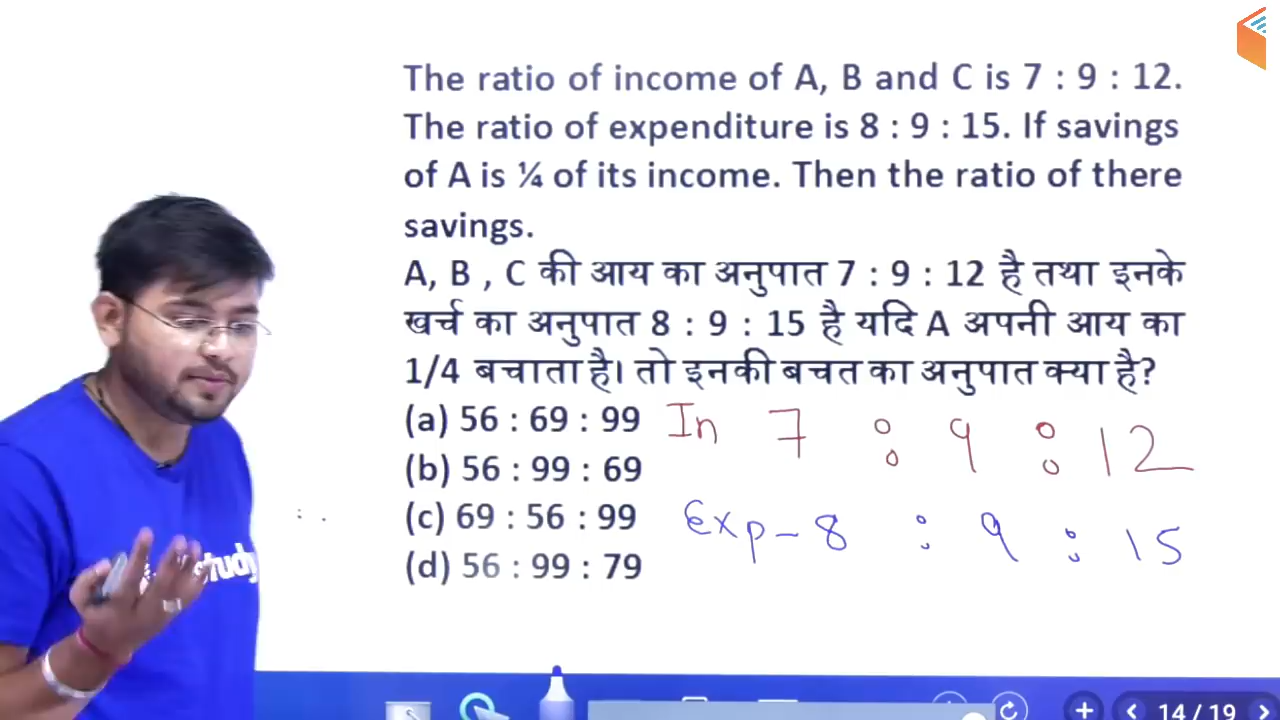 The ratio of income of A, B and C is 7 : 9 : 12.
The ratio of expenditure is 8 : 9 : 15. If savings
of A is ¼ of its income. Then the ratio of there
savings.
A, B , C की आय का अनुपात 7 : 9 : 12 है तथा इनके
खर्च का अनुपात 8 : 9 : 15 है यदि A अपनी आय का
1/4 बचाता है। तो इनकी बचत का अनुपात क्या है?
(a) 56 : 69 : 99
In 7 : 9 : 12
(b) 56 : 99 : 69
(c) 69 : 56 : 99
Exp- 8 : 9 : 15
(d) 56 : 99 : 79
study
14 / 19